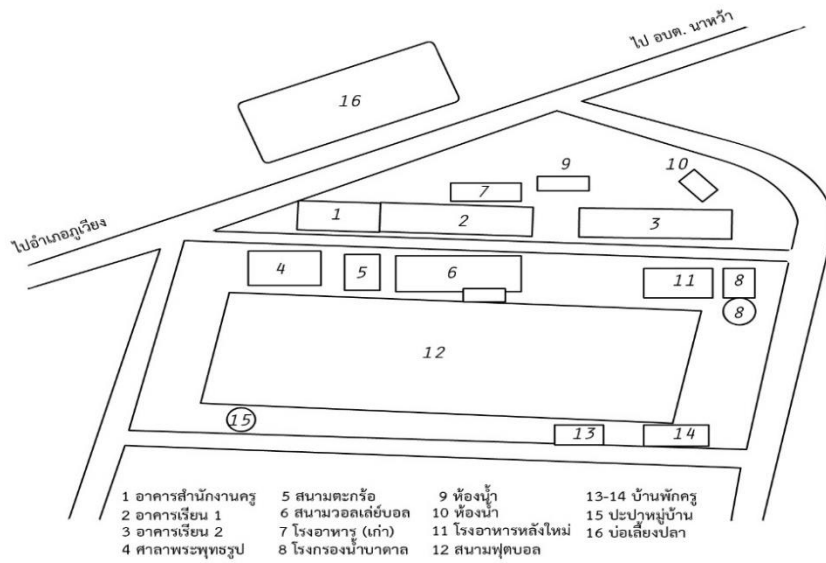 ไป อบต. นาหว้า
16
9
10
7
ไปอำเภอภูเวียง
1
2
3
4
5
6
11
8
8
12
15
13
14
1 อาคารสำนักงานครู
2 อาคารเรียน 1
3 อาคารเรียน 2
4 ศาลาพระพุทธรูป
5 สนามตะกร้อ
6 สนามวอลเล่ย์บอล
7 โรงอาหาร (เก่า)
8 โรงกรองน้ำบาดาล
9 ห้องน้ำ
10 ห้องน้ำ
11 โรงอาหารหลังใหม่
12 สนามฟุตบอล
13-14 บ้านพักครู
15 ปะปาหมู่บ้าน
16 บ่อเลี้ยงปลา